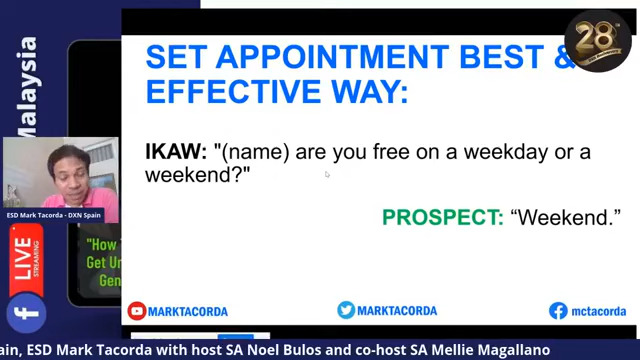 Malaysia
28
SET APPOINTMENT BEST &
EFFECTIVE WAY:
IKAW: "(name) are you free on a weekday or a
weekend?"
PROSPECT: “Weekend.”
ESD Mark Tacorda - DXN Spain
LIVE
STREAMING
"How
Get Un
Gen
MARKTACORDA
MARKTACORDA
mctacorda
ain, ESD Mark Tacorda with host SA Noel Bulos and co-host SA Mellie Magallano